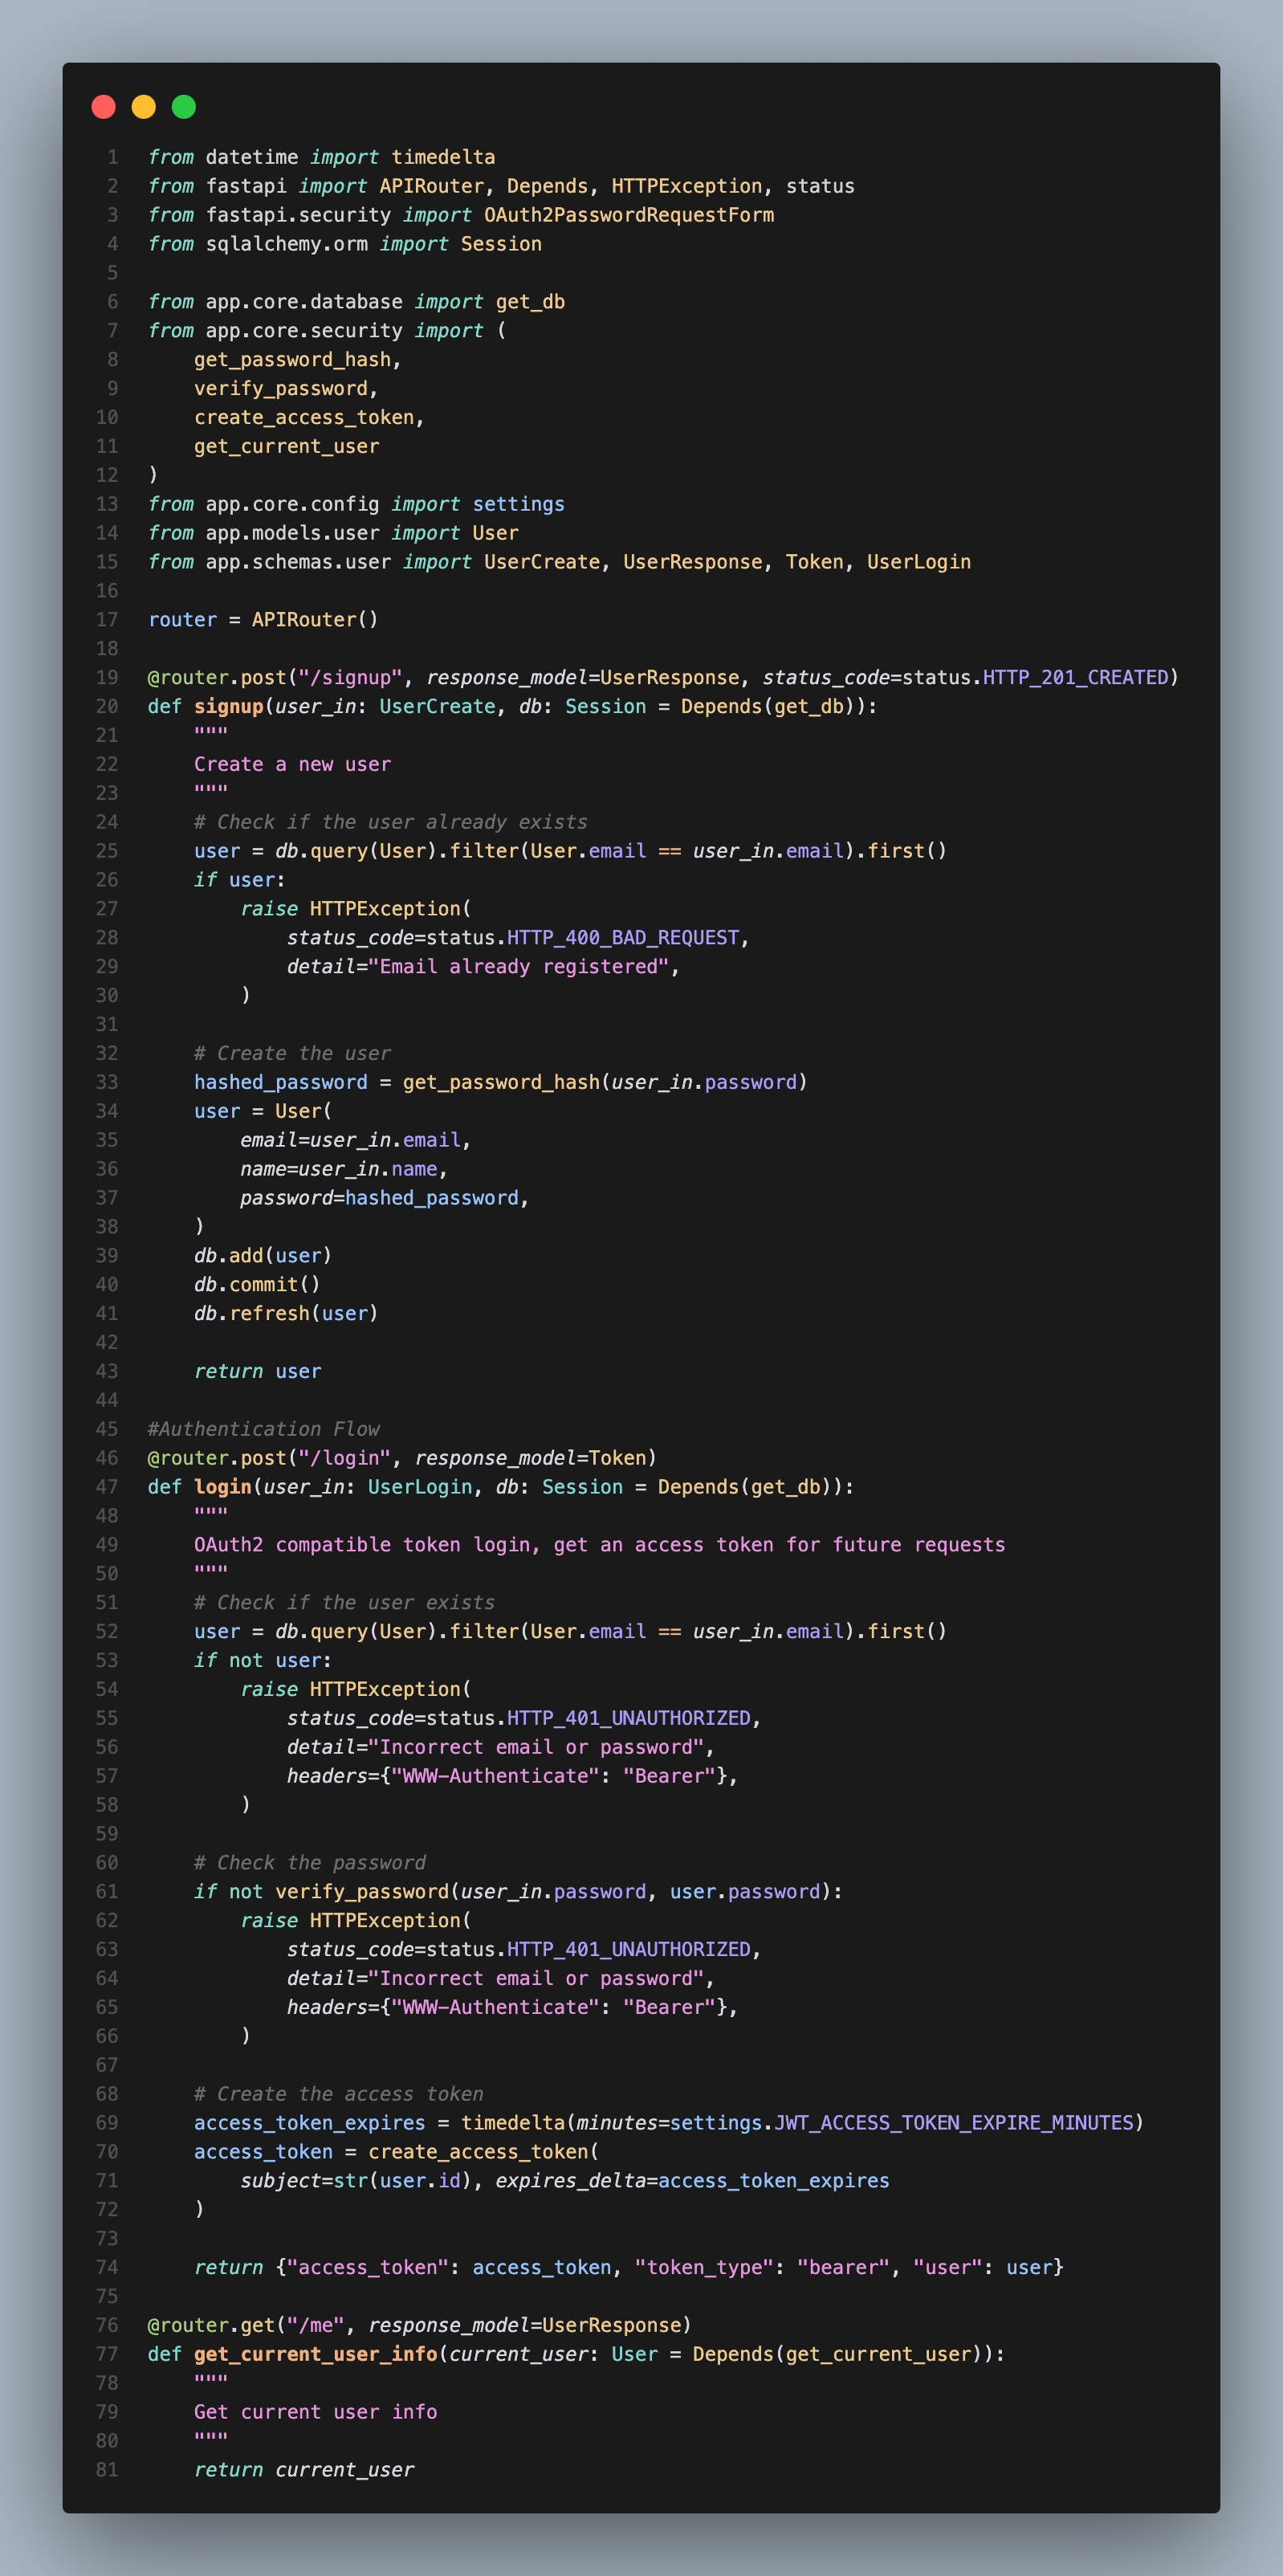 1 from datetime import timedelta
2 from fastapi import APIRouter, Depends, HTTPException, status
3 from fastapi.security import OAuth2PasswordRequestForm
4 from sqlalchemy.orm import Session
5
6 from app.core.database import get_db
7 from app.core.security import (
8     get_password_hash,
9     verify_password,
10     create_access_token,
11     get_current_user
12 )
13 from app.core.config import settings
14 from app.models.user import User
15 from app.schemas.user import UserCreate, UserResponse, Token, UserLogin
16
17 router = APIRouter()
18
19 @router.post("/signup", response_model=UserResponse, status_code=status.HTTP_201_CREATED)
20 def signup(user_in: UserCreate, db: Session = Depends(get_db)):
21     """
22     Create a new user
23     """
24     # Check if the user already exists
25     user = db.query(User).filter(User.email == user_in.email).first()
26     if user:
27         raise HTTPException(
28             status_code=status.HTTP_400_BAD_REQUEST,
29             detail="Email already registered",
30         )
31
32     # Create the user
33     hashed_password = get_password_hash(user_in.password)
34     user = User(
35         email=user_in.email,
36         name=user_in.name,
37         password=hashed_password,
38     )
39     db.add(user)
40     db.commit()
41     db.refresh(user)
42
43     return user
44
45 #Authentication Flow
46 @router.post("/login", response_model=Token)
47 def login(user_in: UserLogin, db: Session = Depends(get_db)):
48     """
49     OAuth2 compatible token login, get an access token for future requests
50     """
51     # Check if the user exists
52     user = db.query(User).filter(User.email == user_in.email).first()
53     if not user:
54         raise HTTPException(
55             status_code=status.HTTP_401_UNAUTHORIZED,
56             detail="Incorrect email or password",
57             headers={"WWW-Authenticate": "Bearer"},
58         )
59
60     # Check the password
61     if not verify_password(user_in.password, user.password):
62         raise HTTPException(
63             status_code=status.HTTP_401_UNAUTHORIZED,
64             detail="Incorrect email or password",
65             headers={"WWW-Authenticate": "Bearer"},
66         )
67
68     # Create the access token
69     access_token_expires = timedelta(minutes=settings.JWT_ACCESS_TOKEN_EXPIRE_MINUTES)
70     access_token = create_access_token(
71         subject=str(user.id), expires_delta=access_token_expires
72     )
73
74     return {"access_token": access_token, "token_type": "bearer", "user": user}
75
76 @router.get("/me", response_model=UserResponse)
77 def get_current_user_info(current_user: User = Depends(get_current_user)):
78     """
79     Get current user info
80     """
81     return current_user